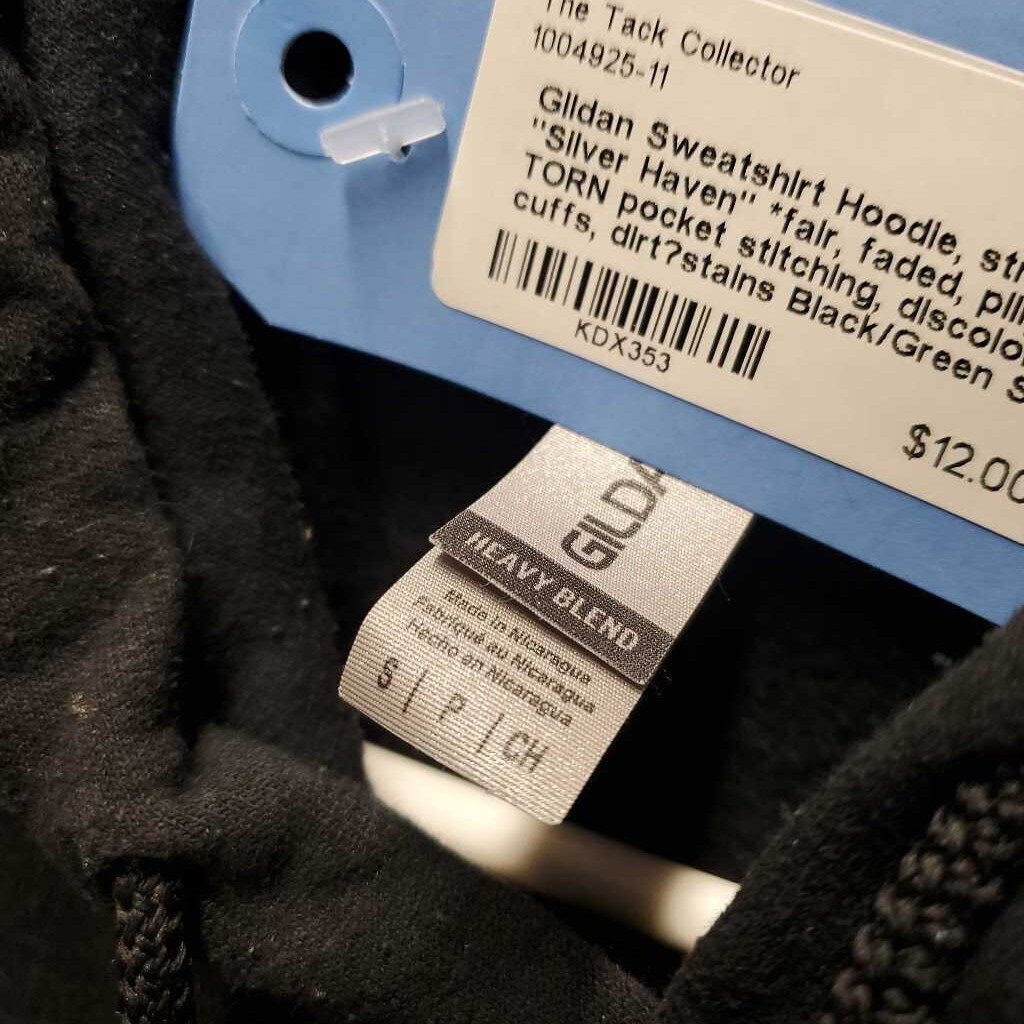 The Tack Collector
1004925-11
Gildan Sweatshirt Hoodie,
"Silver Haven" *fair, faded,
TORN pocket stitching,
cuffs, dirt?stains Black/Green
KDX353
$12.00
GILDA
HEAVY BLEND
Made in Nicaragua
Fabriqué au Nicaragua
Hecho en Nicaragua
S | P | CH